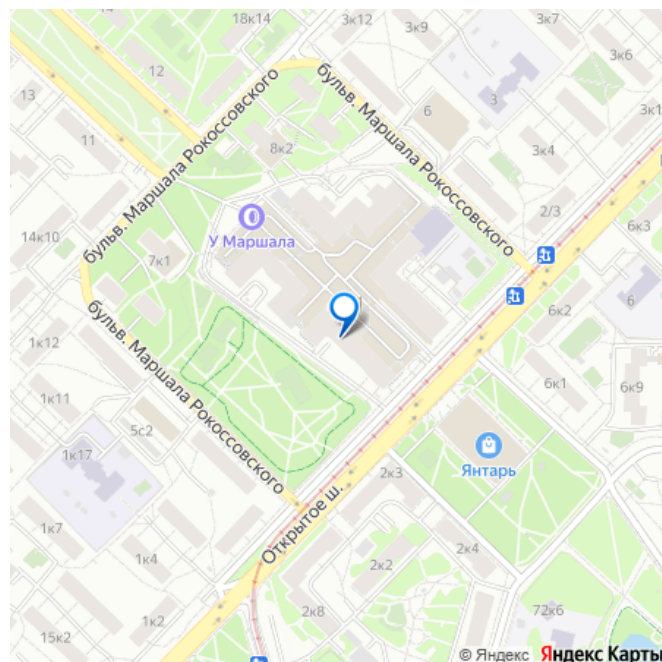 18к14
3к12
3к9
3к7
3к6
12
13
бульв. Маршала Рокоссовского
бульв. Маршала Рокоссовского
6
3
3к1
11
8к2
3к4
2/3
6к3
14к10
У Маршала
7к1
6
6к2
бульв. Маршала Рокоссовского
1к12
1к11
6к1
6к9
5с2
1к17
Янтарь
2к3
Открытое ш.
1к7
1к4
2к4
2к2
1к2
2к8
72к6
15к2
© Яндекс Яндекс Карты